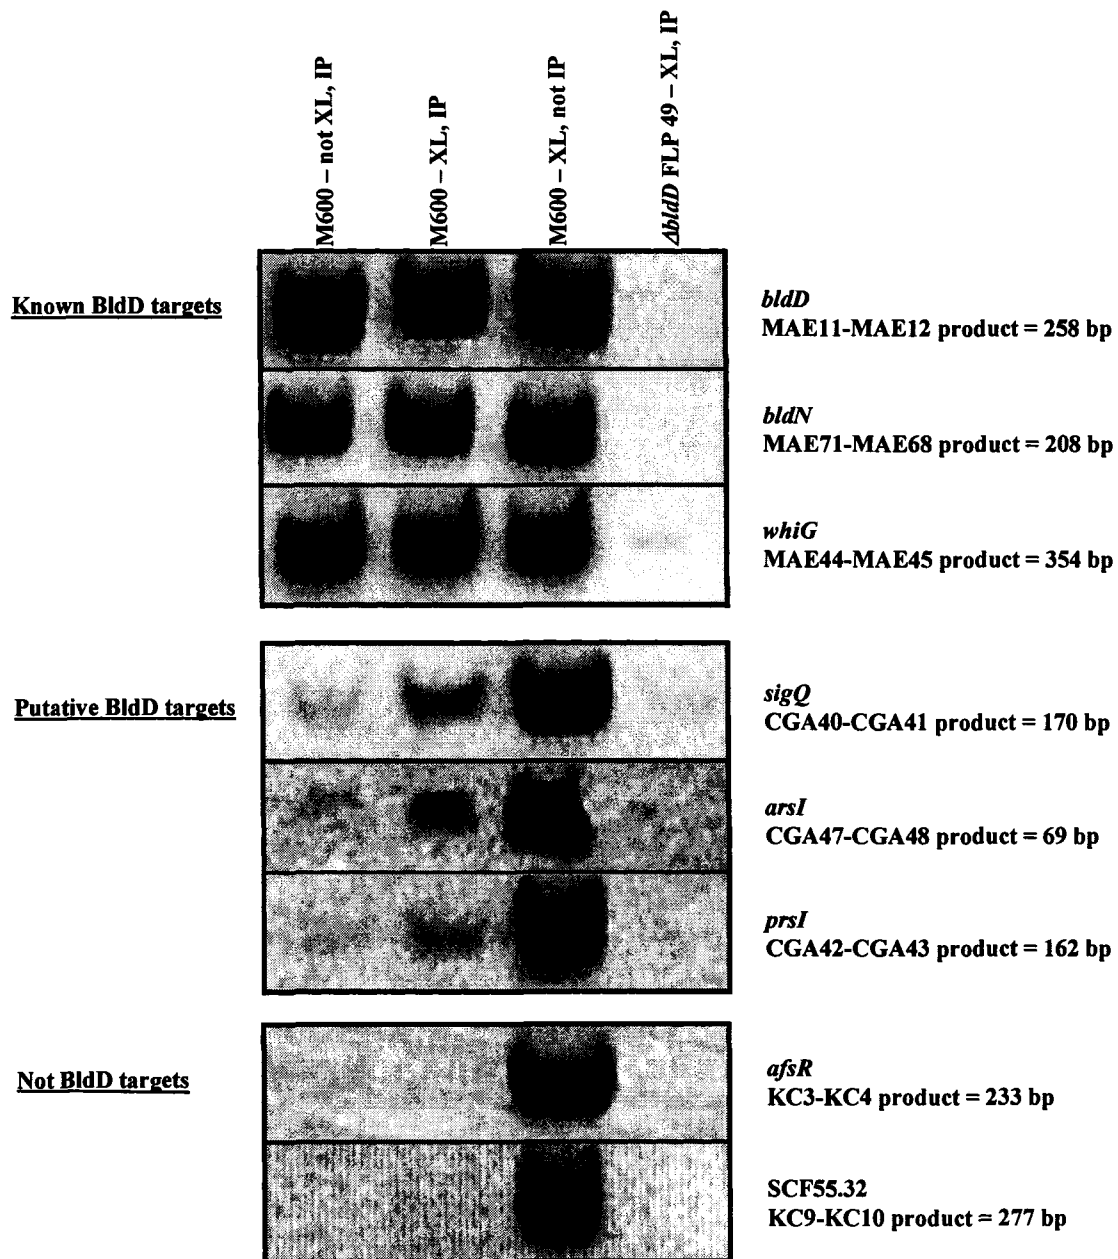 M600 – not XL, IP
M600 – XL, IP
M600 – XL, not IP
ΔbldD FLP 49 – XL, IP
Known BldD targets
bldD
MAE11-MAE12 product = 258 bp
bldN
MAE71-MAE68 product = 208 bp
whiG
MAE44-MAE45 product = 354 bp
Putative BldD targets
sigQ
CGA40-CGA41 product = 170 bp
arsI
CGA47-CGA48 product = 69 bp
prsI
CGA42-CGA43 product = 162 bp
Not BldD targets
afsR
KC3-KC4 product = 233 bp
SCF55.32
KC9-KC10 product = 277 bp